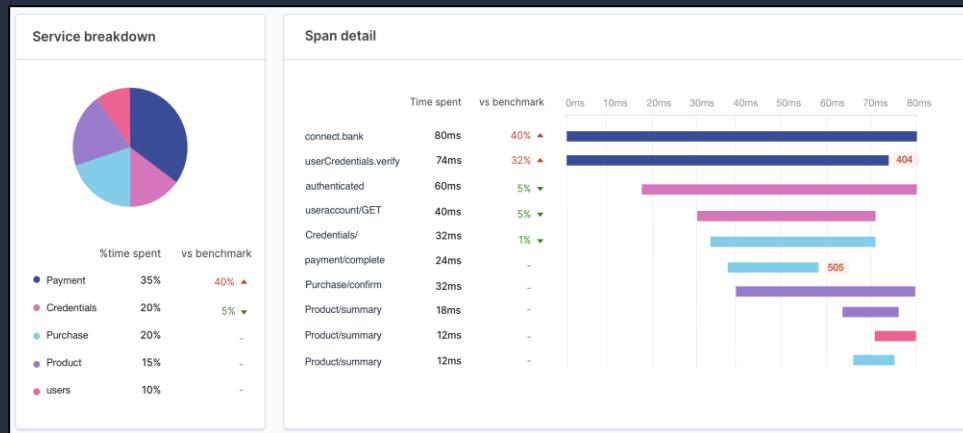 Service breakdown
%time spent vs benchmark
Payment 35% 40% ▲
Credentials 20% 5% ▼
Purchase 20% -
Product 15% -
users 10% -
Span detail
Time spent vs benchmark 0ms 10ms 20ms 30ms 40ms 50ms 60ms 70ms 80ms
connect.bank 80ms 40% ▲
userCredentials.verify 74ms 32% ▲ 404
authenticated 60ms 5% ▼
useraccount/GET 40ms 5% ▼
Credentials/ 32ms 1% ▼
payment/complete 24ms - 505
Purchase/confirm 32ms -
Product/summary 18ms -
Product/summary 12ms -
Product/summary 12ms -